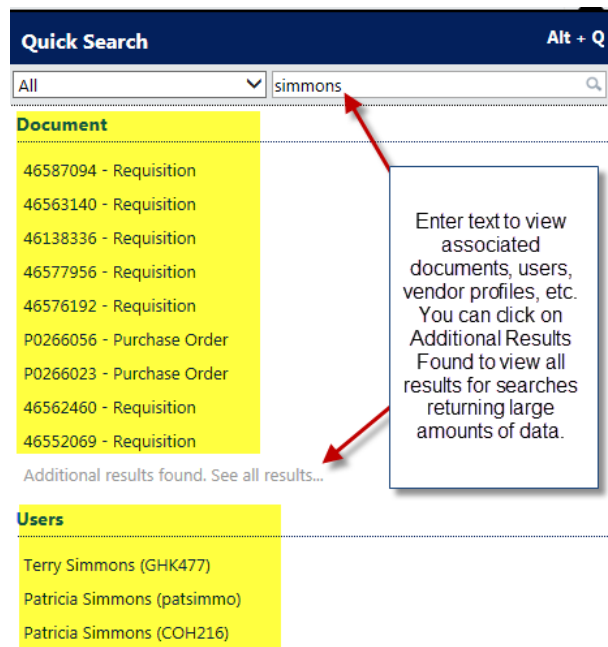 Quick Search Alt + Q
All simmons
Document
46587094 - Requisition
46563140 - Requisition
46138336 - Requisition
46577956 - Requisition
46576192 - Requisition
P0266056 - Purchase Order
P0266023 - Purchase Order
46562460 - Requisition
46552069 - Requisition
Additional results found. See all results...
Enter text to view
associated
documents, users,
vendor profiles, etc.
You can click on
Additional Results
Found to view all
results for searches
returning large
amounts of data.
Users
Terry Simmons (GHK477)
Patricia Simmons (patsimmo)
Patricia Simmons (COH216)